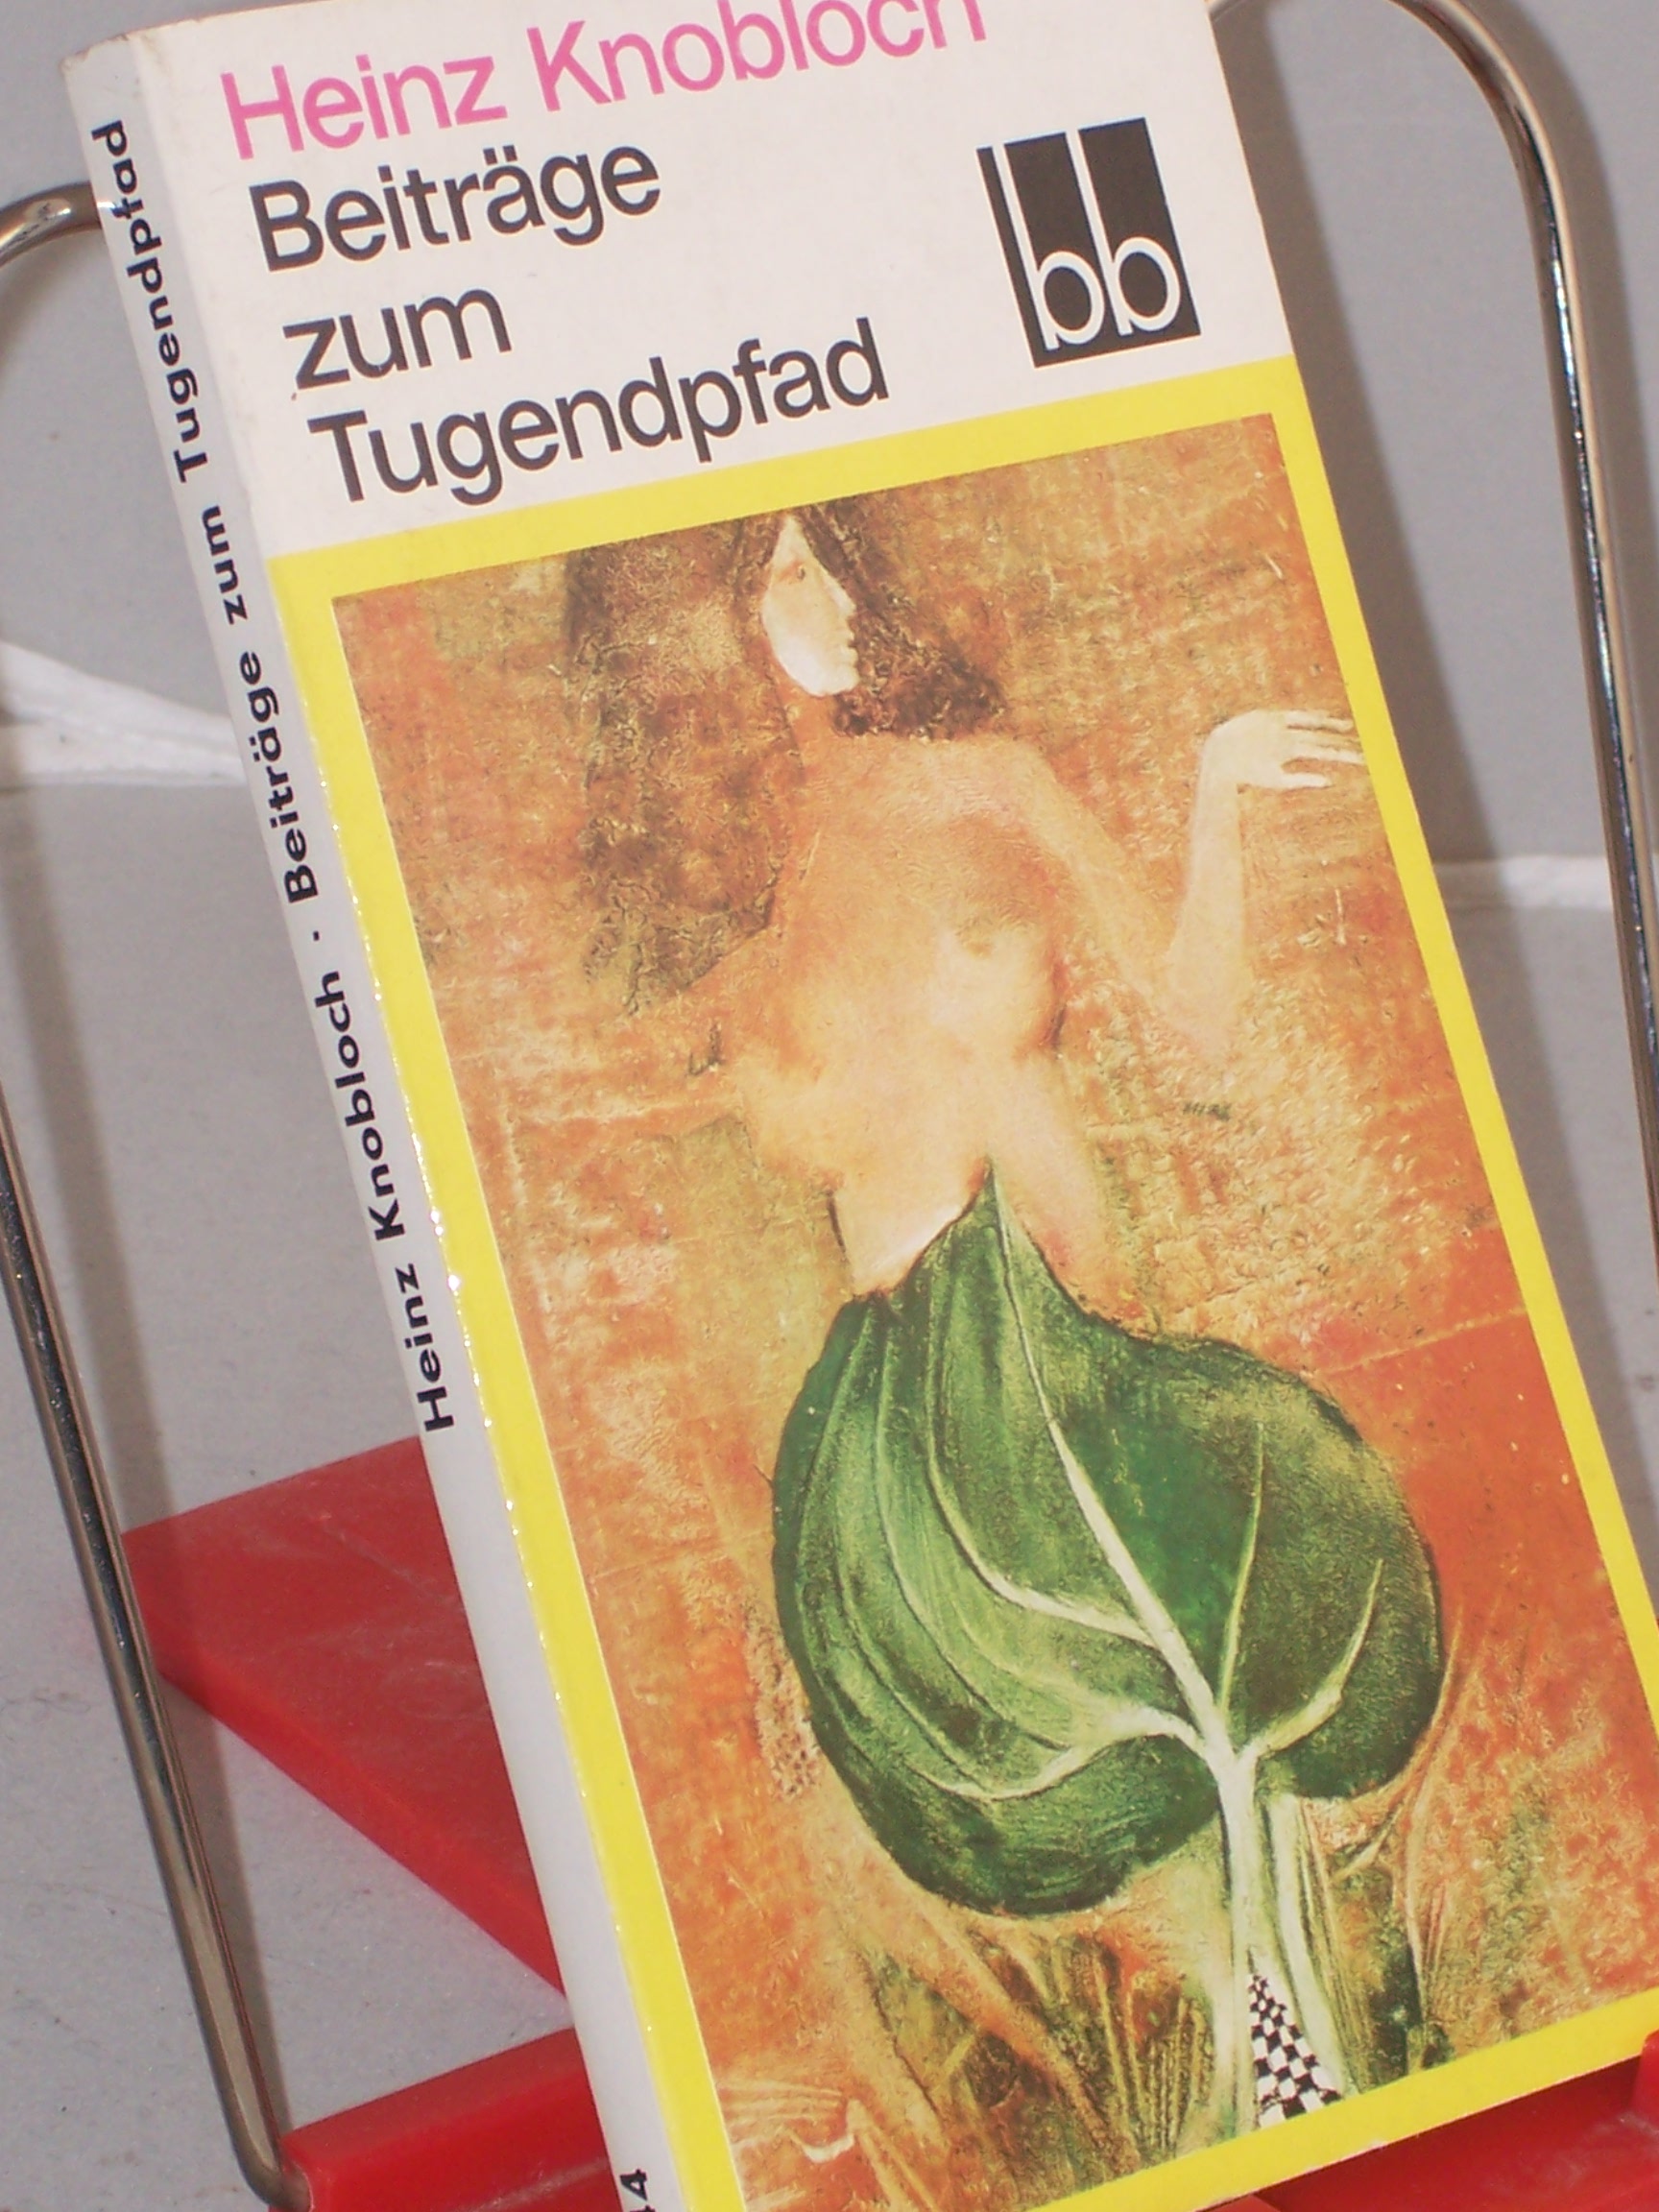 Heinz Knobloch
Beiträge
zum
Tugendpfad
bb
Heinz Knobloch · Beiträge zum Tugendpfad